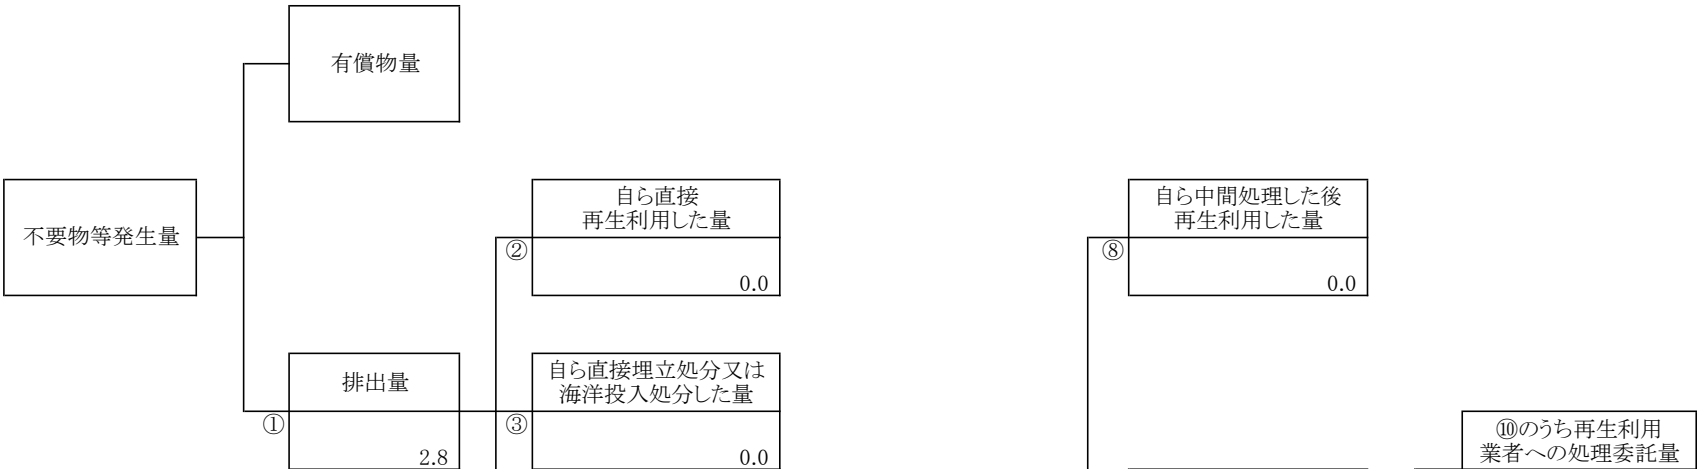 有償物量
不要物等発生量
自ら直接
再生利用した量
②
0.0
自ら中間処理した後
再生利用した量
⑧
0.0
排出量
①
2.8
自ら直接埋立処分又は
海洋投入処分した量
③
0.0
⑩のうち再生利用
業者への処理委託量